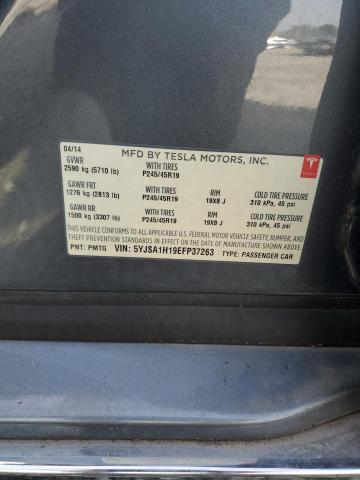 04/14 MFD BY TESLA MOTORS, INC.
GVWR WITH TIRES
2590 kg (5710 lb) P245/45R19
GAWR FRT WITH TIRES RIM COLD TIRE PRESSURE
1276 kg (2813 lb) P245/45R19 19X8 J 310 kPa, 45 psi
GAWR RR WITH TIRES RIM COLD TIRE PRESSURE
1500 kg (3307 lb) P245/45R19 19X8 J 310 kPa, 45 psi
THIS VEHICLE CONFORMS TO ALL APPLICABLE
U.S. FEDERAL MOTOR VEHICLE SAFETY, BUMPER, AND
THEFT PREVENTION STANDARDS IN EFFECT ON THE DATE OF MANUFACTURE SHOWN ABOVE.
PNT: PMTG VIN: 5YJSA1H19EFP37263 TYPE: PASSENGER CAR
TESLA